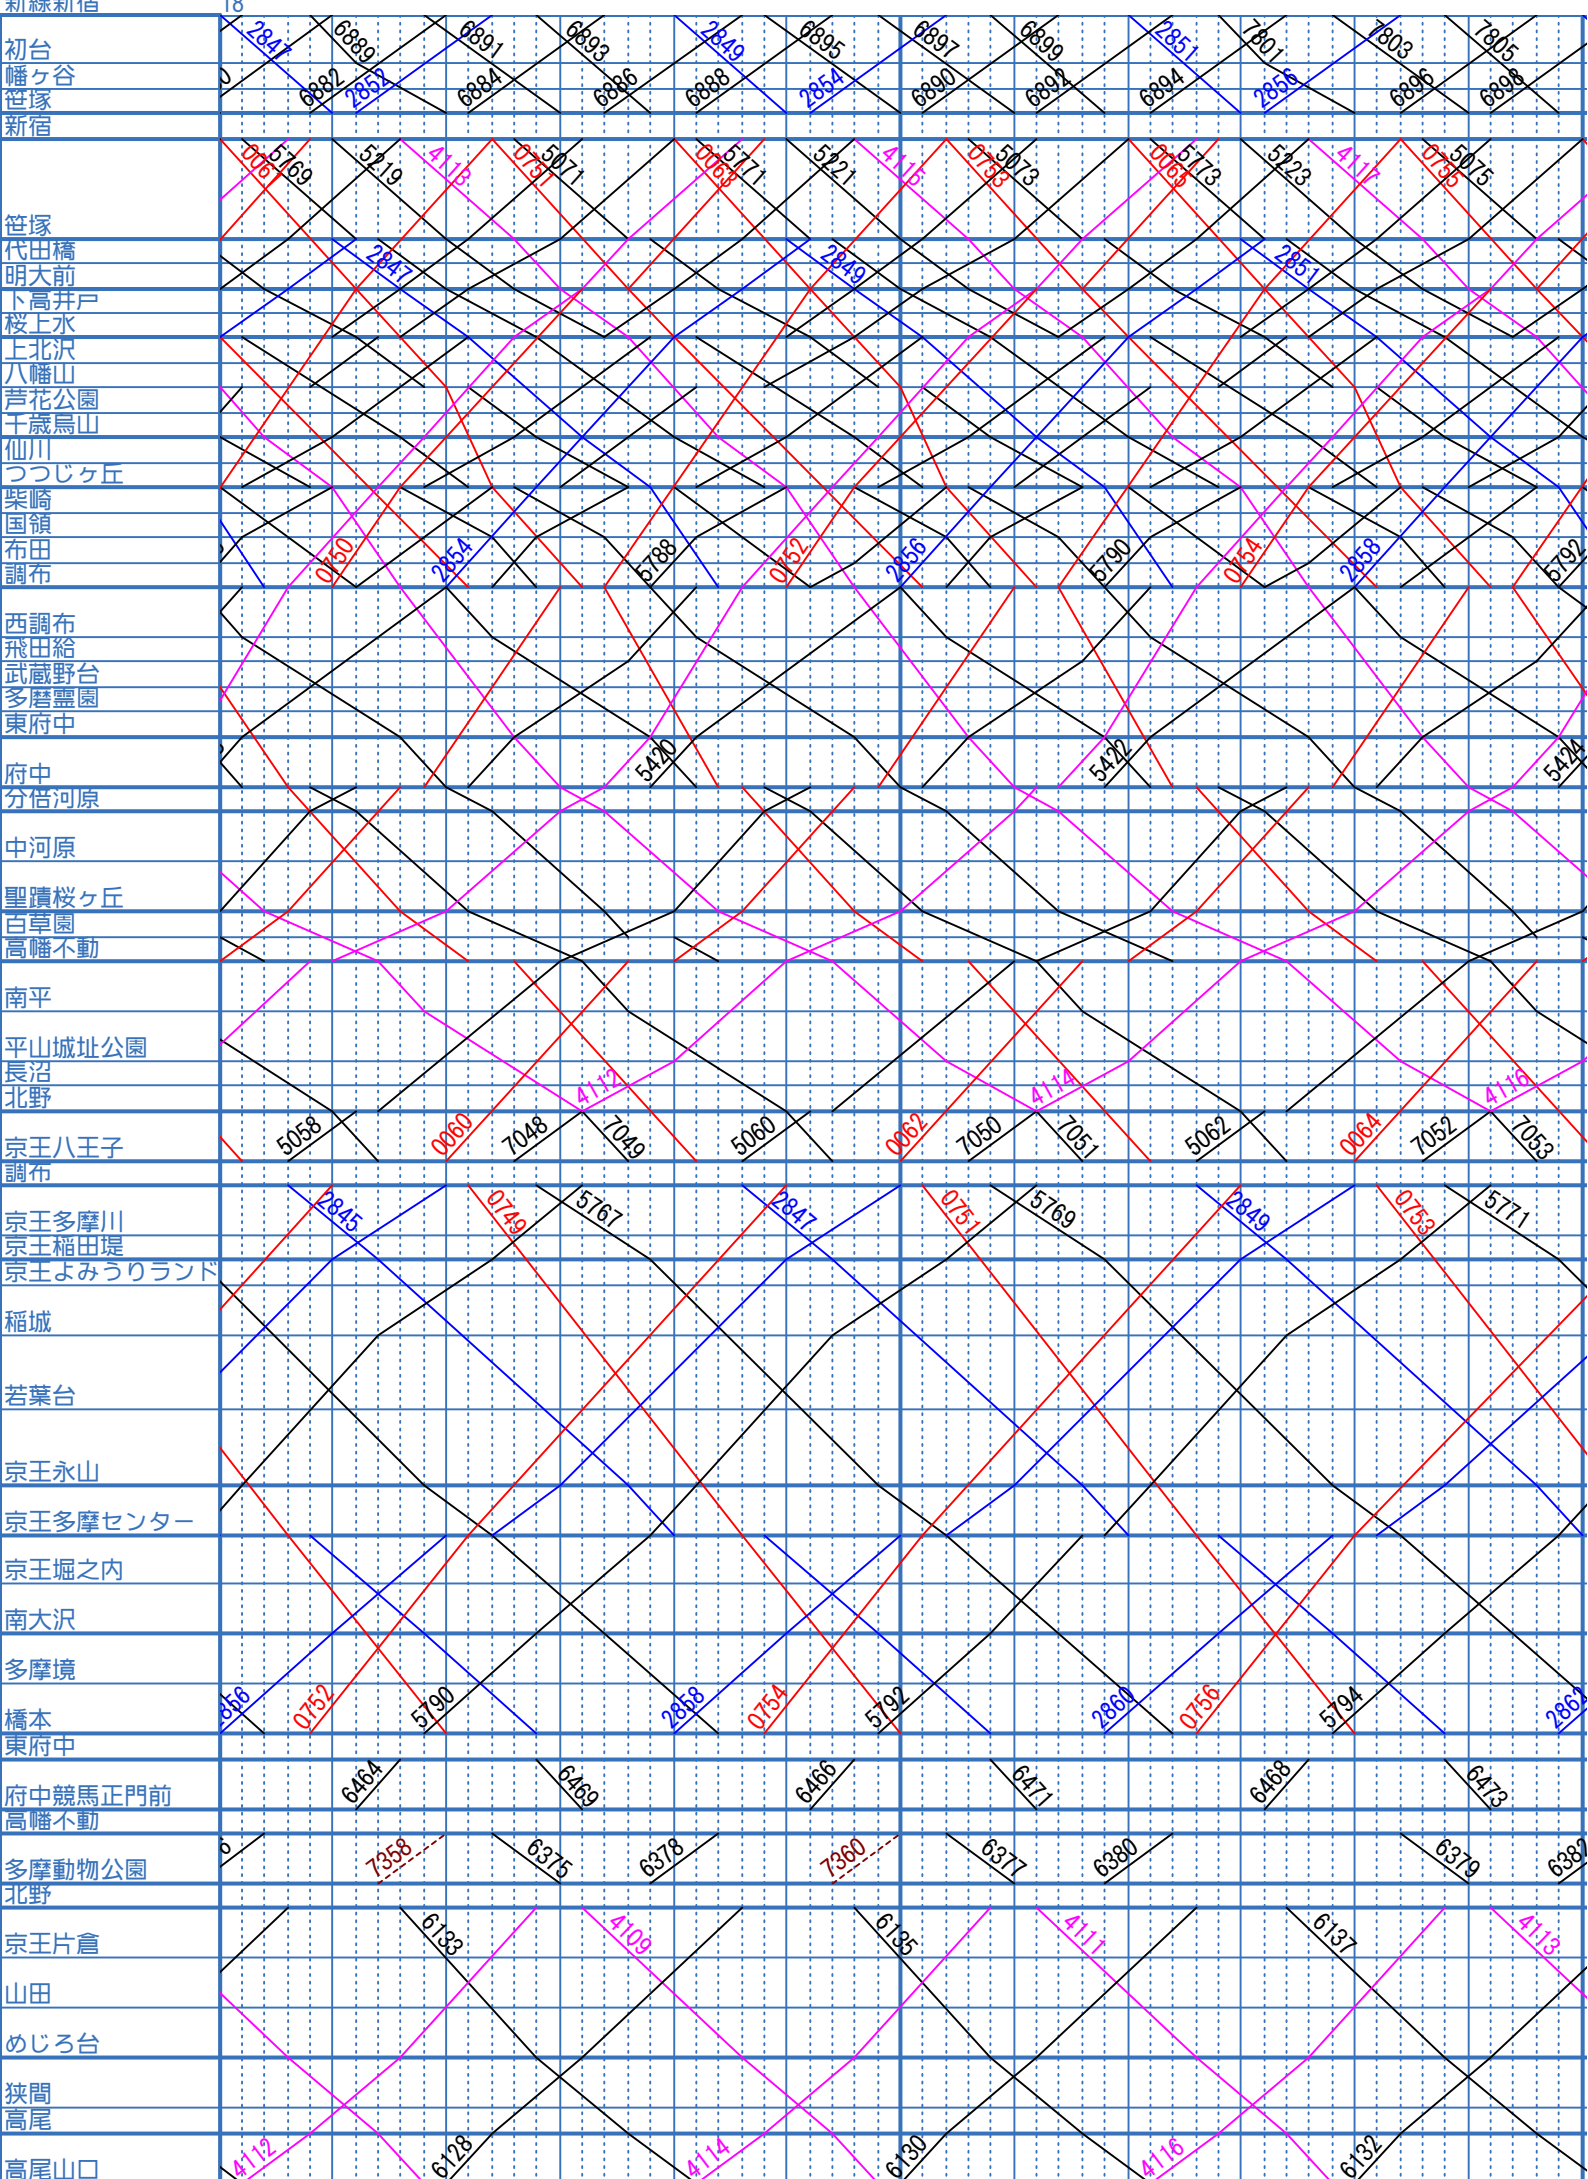 新線新宿 18
初台 2847 6889 6891 6893 2849 6895 6897 6899 2851 7801 7803 7805
幡ヶ谷
笹塚 6882 2852 6884 6886 6888 2854 6890 6892 6894 2856 6896 6898
新宿
5769 5219 4113 0751 5071 0063 5771 5221 4115 0753 5073 0065 5773 5223 4117 0755 5075
笹塚
代田橋 2847 2849 2851
明大前
下高井戸
桜上水
上北沢
八幡山
芦花公園
千歳烏山
仙川
つつじヶ丘
柴崎
国領
布田
調布 0750 2854 5788 0752 2856 5790 0754 2858 5792
西調布
飛田給
武蔵野台
多磨霊園
東府中
府中 5420 5422 5424
分倍河原
中河原
聖蹟桜ヶ丘
百草園
高幡不動
南平
平山城址公園
長沼
北野 4112 4114 4116
京王八王子 5058 0060 7048 7049 5060 0062 7050 7051 5062 0064 7052 7053
調布
京王多摩川 2845 0749 5767 2847 0751 5769 2849 0753 5771
京王稲田堤
京王よみうりランド
稲城
若葉台
京王永山
京王多摩センター
京王堀之内
南大沢
多摩境
橋本 856 0752 5790 2858 0754 5792 2860 0756 5794 2862
東府中
府中競馬正門前 6464 6469 6466 6471 6468 6473
高幡不動
多摩動物公園 6 7358 6375 6378 7360 6377 6380 6379 6382
北野
京王片倉 6133 4109 6135 4111 6137 4113
山田
めじろ台
狭間
高尾
高尾山口 4112 6128 4114 6130 4116 6132